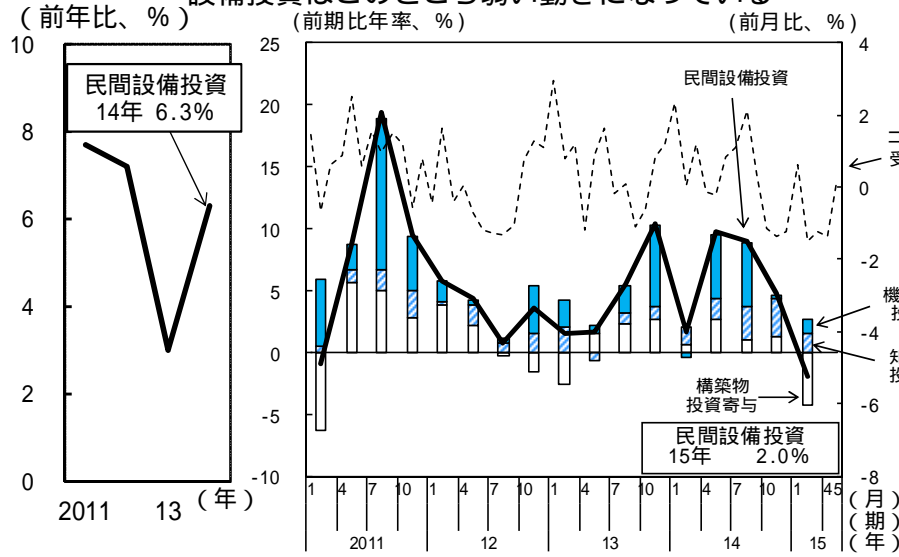 設備投資はこのところ弱い動きになっている
(前年比、%)
(前期比年率、%)
(前月比、%)
10
8
6
4
2
0
民間設備投資
14年 6.3%
2011
13
(年)
25
20
15
10
5
0
-5
-10
4
2
0
-2
-4
-6
-8
民間設備投資
構築物
投資寄与
民間設備投資
15年 2.0%
受
機
投
知
投
1 4 7 10 1 4 7 10 1 4 7 10 1 4 7 10 1 45
(月)
(期)
(年)
2011 12 13 14 15